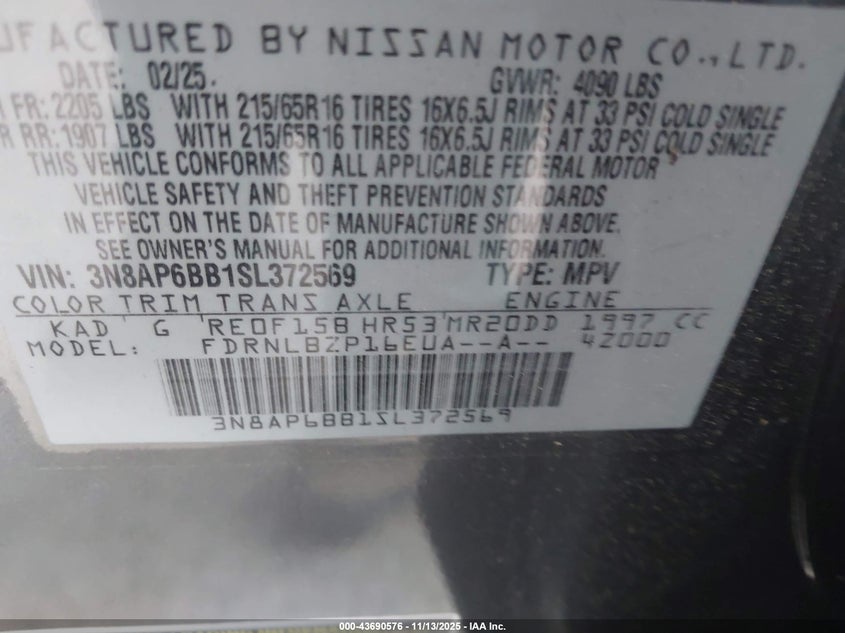 UFACTURED BY NISSAN MOTOR CO., LTD.
DATE: 02/25. GVWR: 4090 LBS
FR: 2205 LBS WITH 215/65R16 TIRES 16X6.5J RIMS AT 33 PSI COLD SINGLE
R RR: 1907 LBS WITH 215/65R16 TIRES 16X6.5J RIMS AT 33 PSI COLD SINGLE
THIS VEHICLE CONFORMS TO ALL APPLICABLE FEDERAL MOTOR
VEHICLE SAFETY AND THEFT PREVENTION STANDARDS
IN EFFECT ON THE DATE OF MANUFACTURE SHOWN ABOVE.
SEE OWNER'S MANUAL FOR ADDITIONAL INFORMATION.
VIN: 3N8AP6BB1SL372569 TYPE: MPV
COLOR TRIM TRANS AXLE ENGINE
KAD G RE0F15B HR53 MR20DD 1997 CC
MODEL: FDRNLBZP16EUA--A-- 42000
3N8AP6BB1SL372569
000-43690576 - 11/13/2025 - IAA Inc.